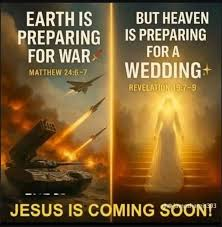 EARTH IS
PREPARING
FOR WAR
MATTHEW 24:6-7
BUT HEAVEN
IS PREPARING
FOR A
WEDDING
REVELATION 19:7-9
JESUS IS COMING SOON!